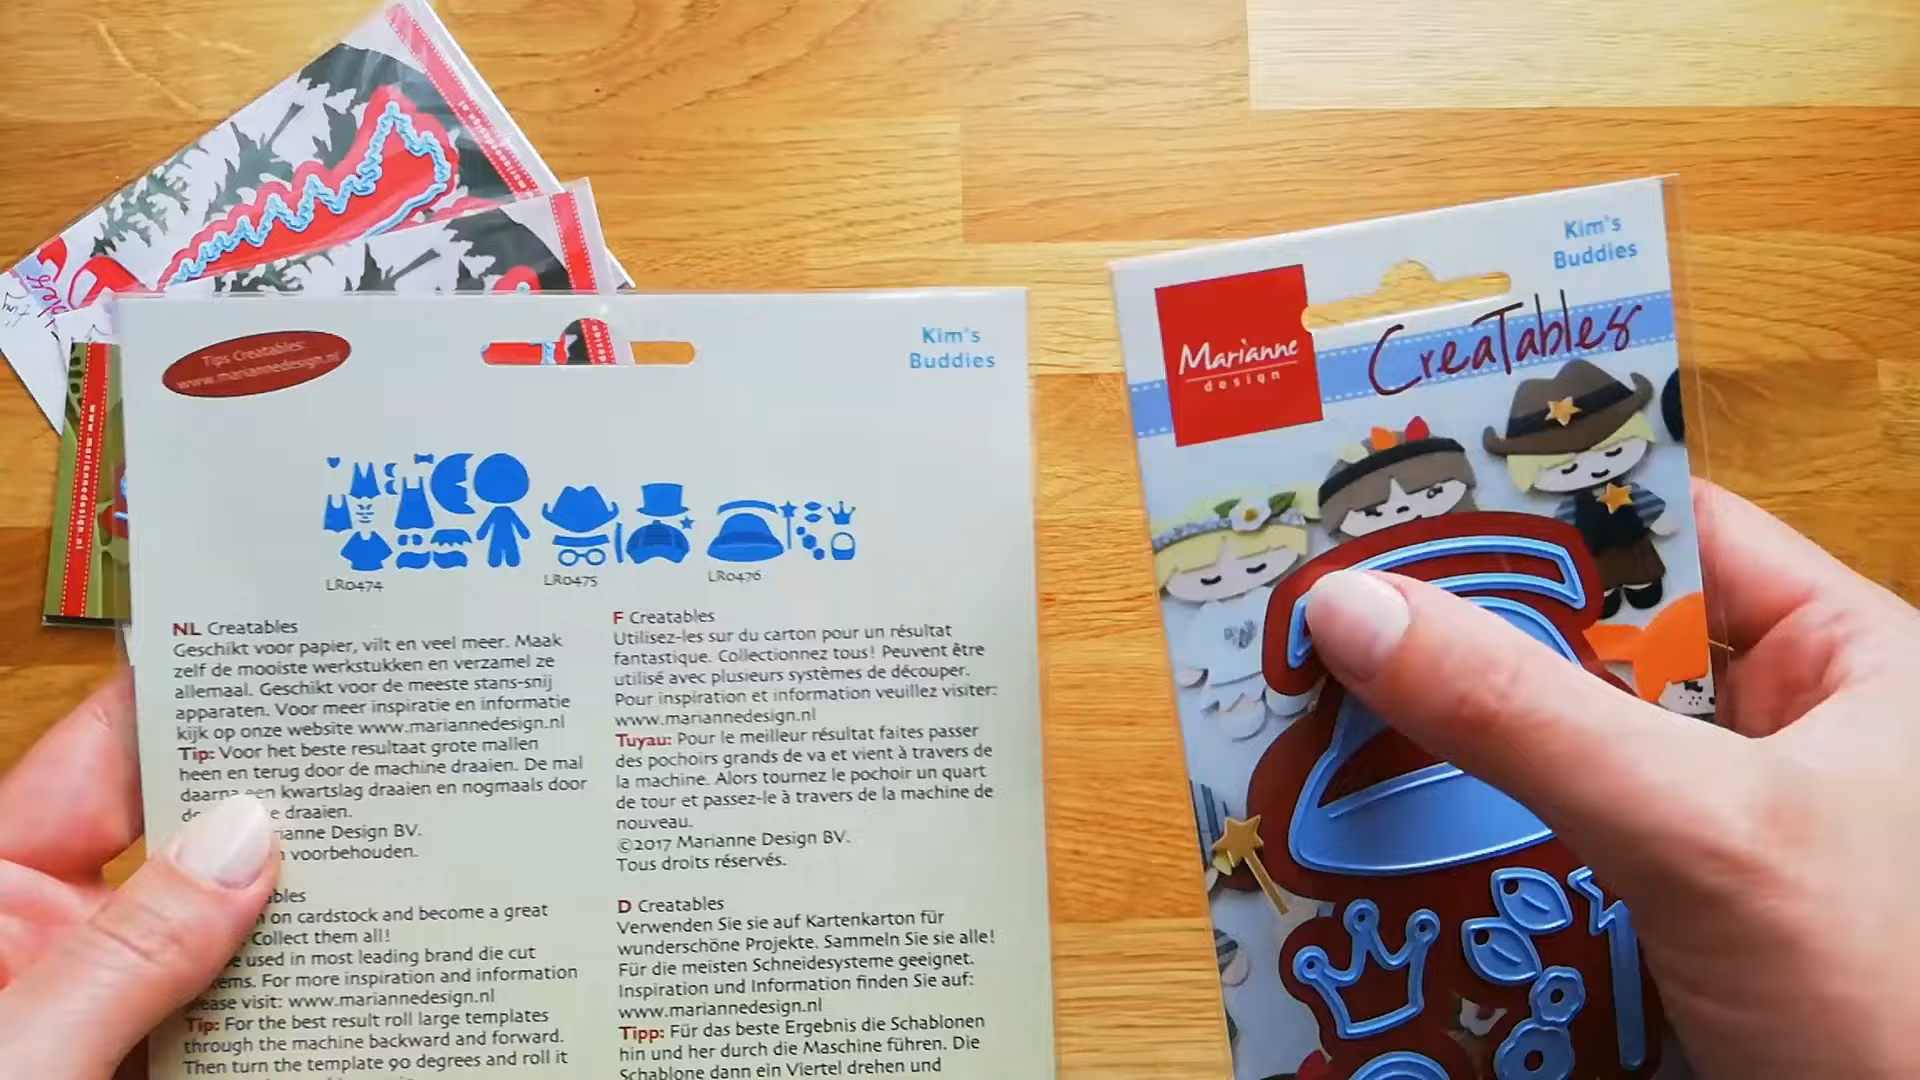 www.mariannedesign.nl
Tips Creatables:
www.mariannedesign.nl
Kim's
Buddies
LR0474
LR0475
LR0476
NL Creatables
Geschikt voor papier, vilt en veel meer. Maak
zelf de mooiste werkstukken en verzamel ze
allemaal. Geschikt voor de meeste stans-snij
apparaten. Voor meer inspiratie en informatie
kijk op onze website www.mariannedesign.nl
Tip: Voor het beste resultaat grote mallen
heen en terug door de machine draaien. De mal
daarna een kwartslag draaien en nogmaals door
draaien.
Design BV.
voorbehouden.
on cardstock and become a great
Collect them all!
used in most leading brand die cut
For more inspiration and information
please visit: www.mariannedesign.nl
Tip: For the best result roll large templates
through the machine backward and forward.
Then turn the template 90 degrees and roll it
F Creatables
Utilisez-les sur du carton pour un résultat
fantastique. Collectionnez tous! Peuvent être
utilisé avec plusieurs systèmes de découper.
Pour inspiration et information veuillez visiter:
www.mariannedesign.nl
Tuyau: Pour le meilleur résultat faites passer
des pochoirs grands de va et vient à travers de
la machine. Alors tournez le pochoir un quart
de tour et passez-le à travers de la machine de
nouveau.
©2017 Marianne Design BV.
Tous droits réservés.
D Creatables
Verwenden Sie sie auf Kartenkarton für
wunderschöne Projekte. Sammeln Sie sie alle!
Für die meisten Schneidesysteme geeignet.
Inspiration und Information finden Sie auf:
www.mariannedesign.nl
Tipp: Für das beste Ergebnis die Schablonen
hin und her durch die Maschine führen. Die
Schablone dann ein Viertel drehen und
Kim's
Buddies
Marianne
design
CreaTables